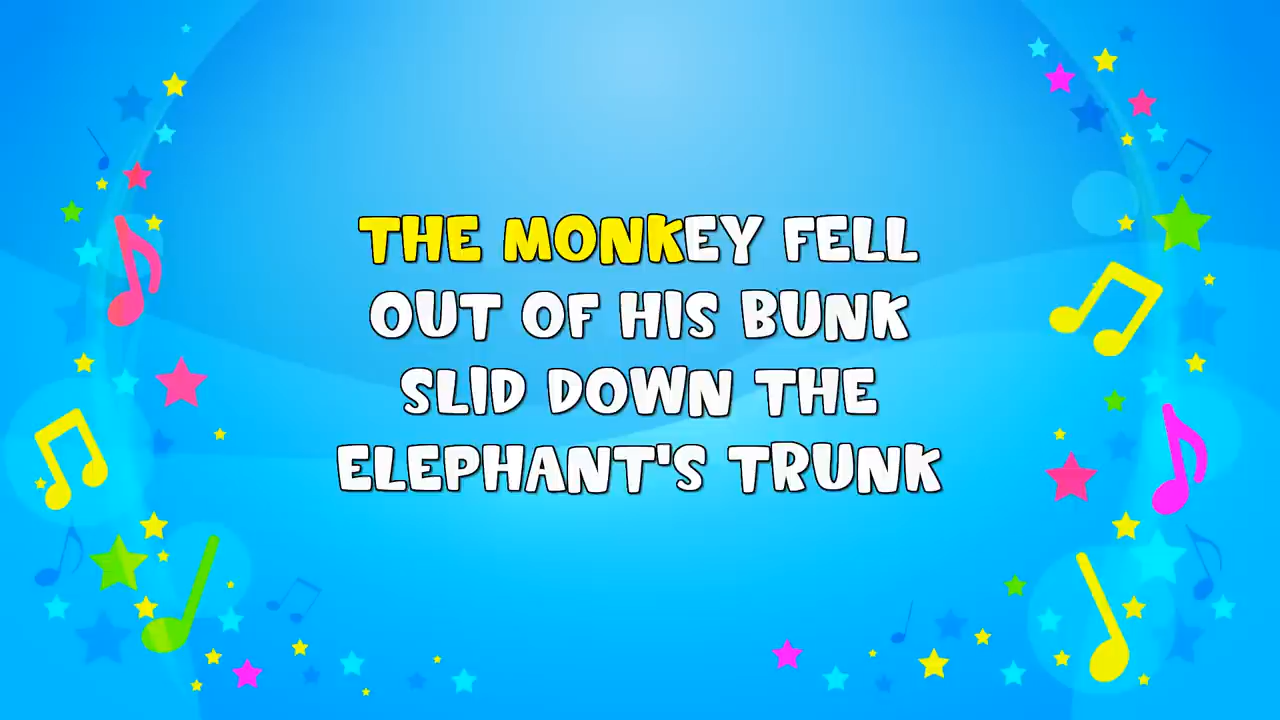 THE MONKEY FELL
OUT OF HIS BUNK
SLID DOWN THE
ELEPHANT'S TRUNK